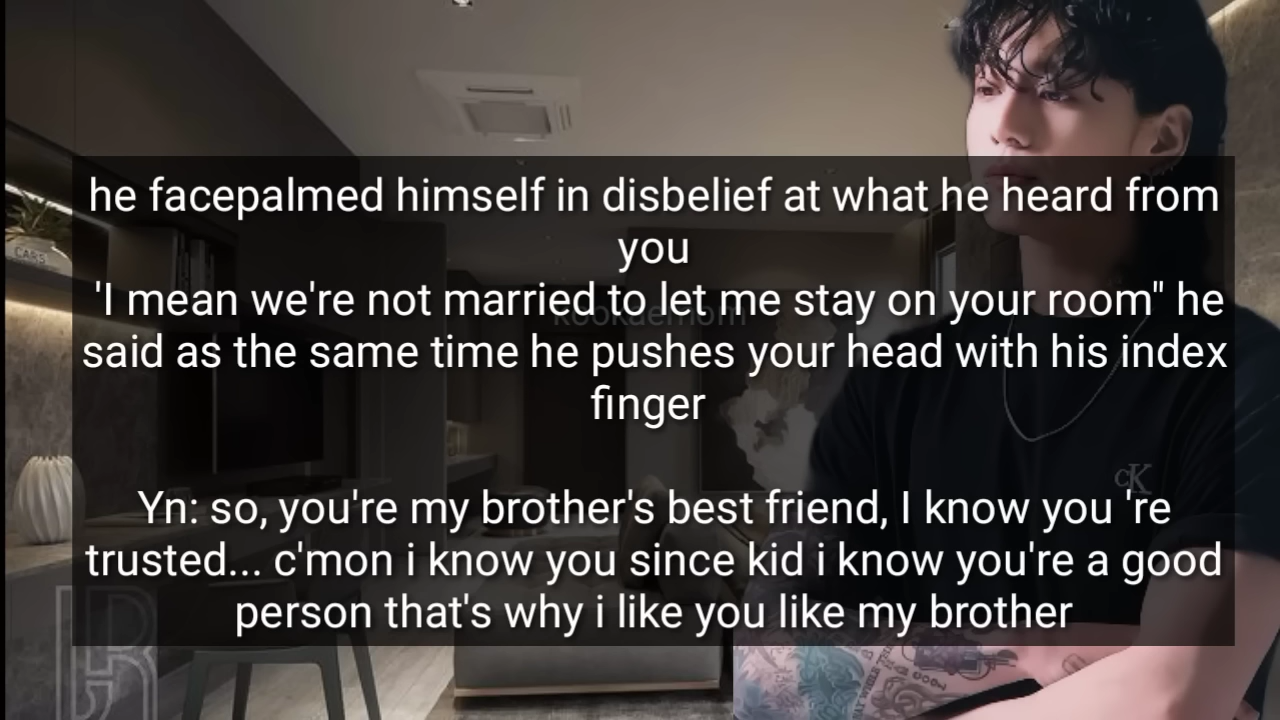 he facepalmed himself in disbelief at what he heard from
you
'I mean we're not married to let me stay on your room" he
said as the same time he pushes your head with his index
finger
Yn: so, you're my brother's best friend, I know you 're
trusted... c'mon i know you since kid i know you're a good
person that's why i like you like my brother
cK
CASS